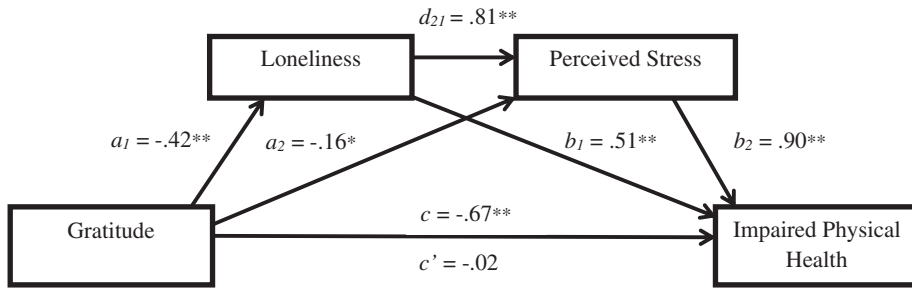 d21 = .81**
Loneliness
Perceived Stress
a1 = -.42**
a2 = -.16*
b1 = .51**
b2 = .90**
Gratitude
c = -.67**
Impaired Physical
Health
c’ = -.02